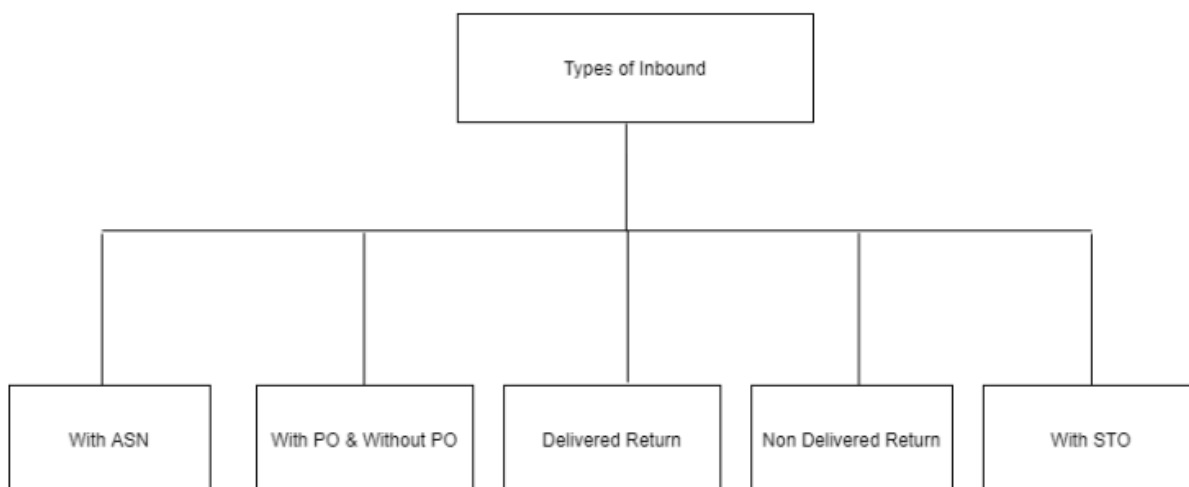 Types of Inbound
With ASN
With PO & Without PO
Delivered Return
Non Delivered Return
With STO